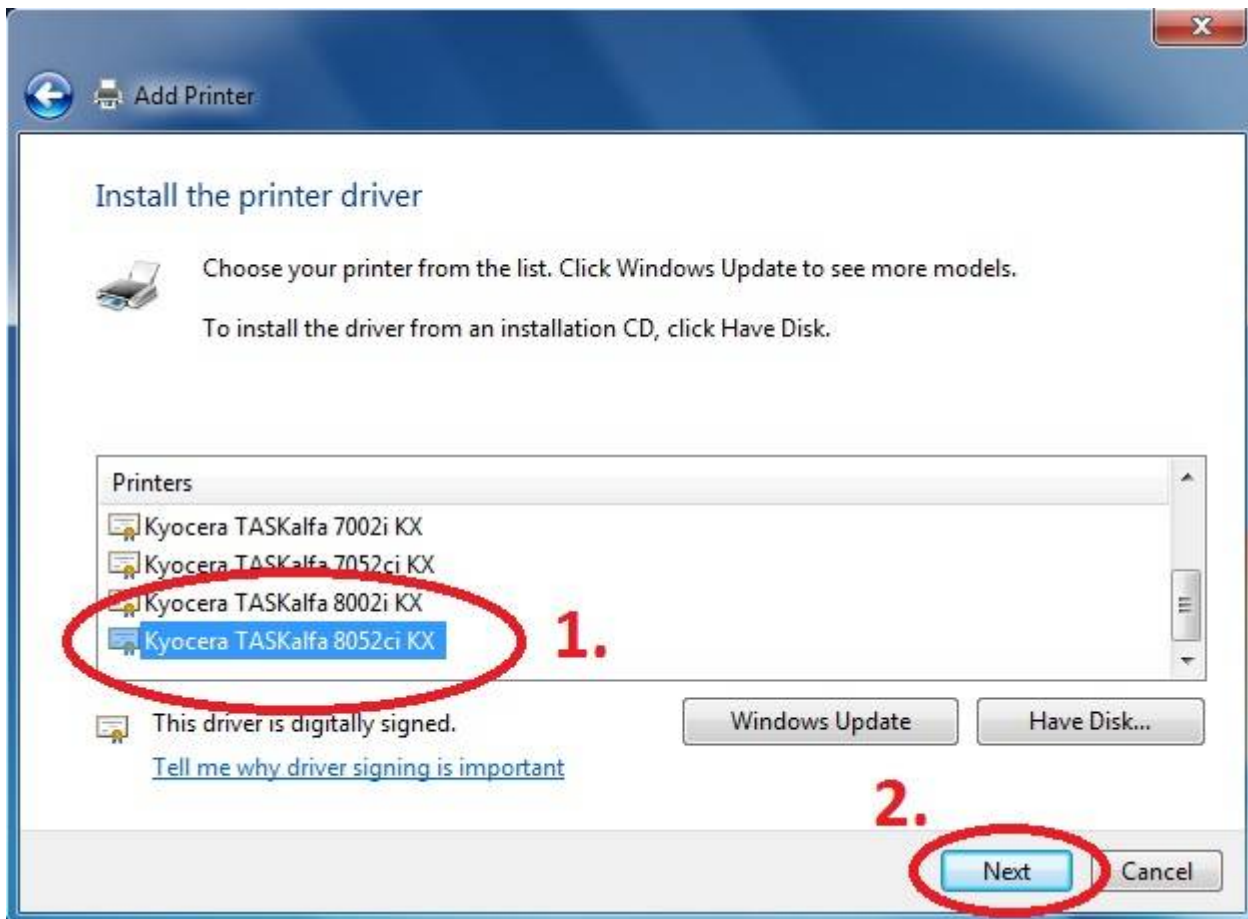 Add Printer
Install the printer driver
Choose your printer from the list. Click Windows Update to see more models.
To install the driver from an installation CD, click Have Disk.
Printers
Kyocera TASKalfa 7002i KX
Kyocera TASKalfa 7052ci KX
Kyocera TASKalfa 8002i KX
Kyocera TASKalfa 8052ci KX
1.
This driver is digitally signed.
Windows Update
Have Disk...
Tell me why driver signing is important
2.
Next
Cancel